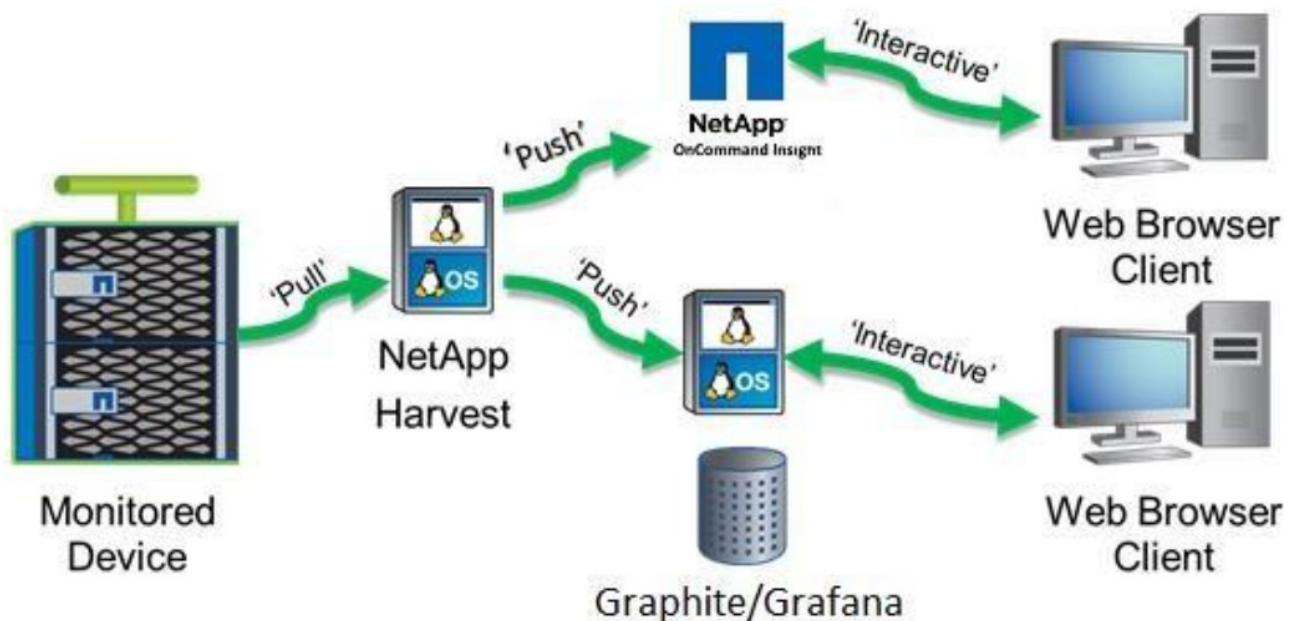 'Interactive'
NetApp
OnCommand Insight
'Push'
Web Browser
Client
'Pull'
OS
NetApp
Harvest
'Push'
OS
'Interactive'
Monitored
Device
Web Browser
Client
Graphite/Grafana